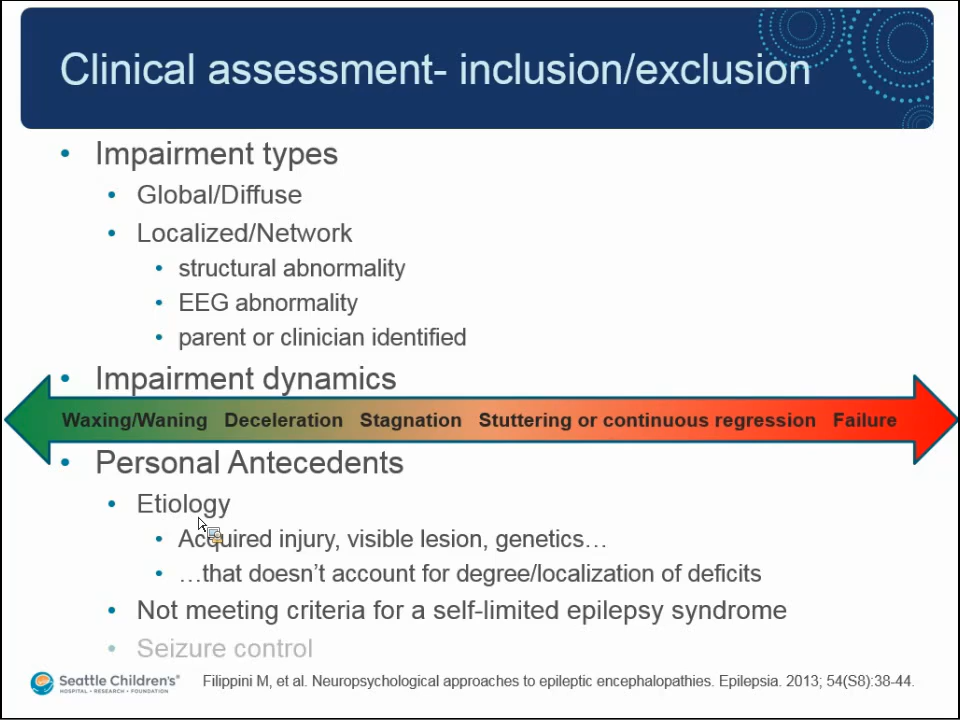 Clinical assessment- inclusion/exclusion
• Impairment types
• Global/Diffuse
• Localized/Network
• structural abnormality
• EEG abnormality
• parent or clinician identified
• Impairment dynamics
Waxing/Waning Deceleration Stagnation Stuttering or continuous regression Failure
• Personal Antecedents
• Etiology
• Acquired injury, visible lesion, genetics…
• …that doesn't account for degree/localization of deficits
• Not meeting criteria for a self-limited epilepsy syndrome
• Seizure control
Seattle Children's®
HOSPITAL • RESEARCH • FOUNDATION
Filippini M, et al. Neuropsychological approaches to epileptic encephalopathies. Epilepsia. 2013; 54(S8):38-44.